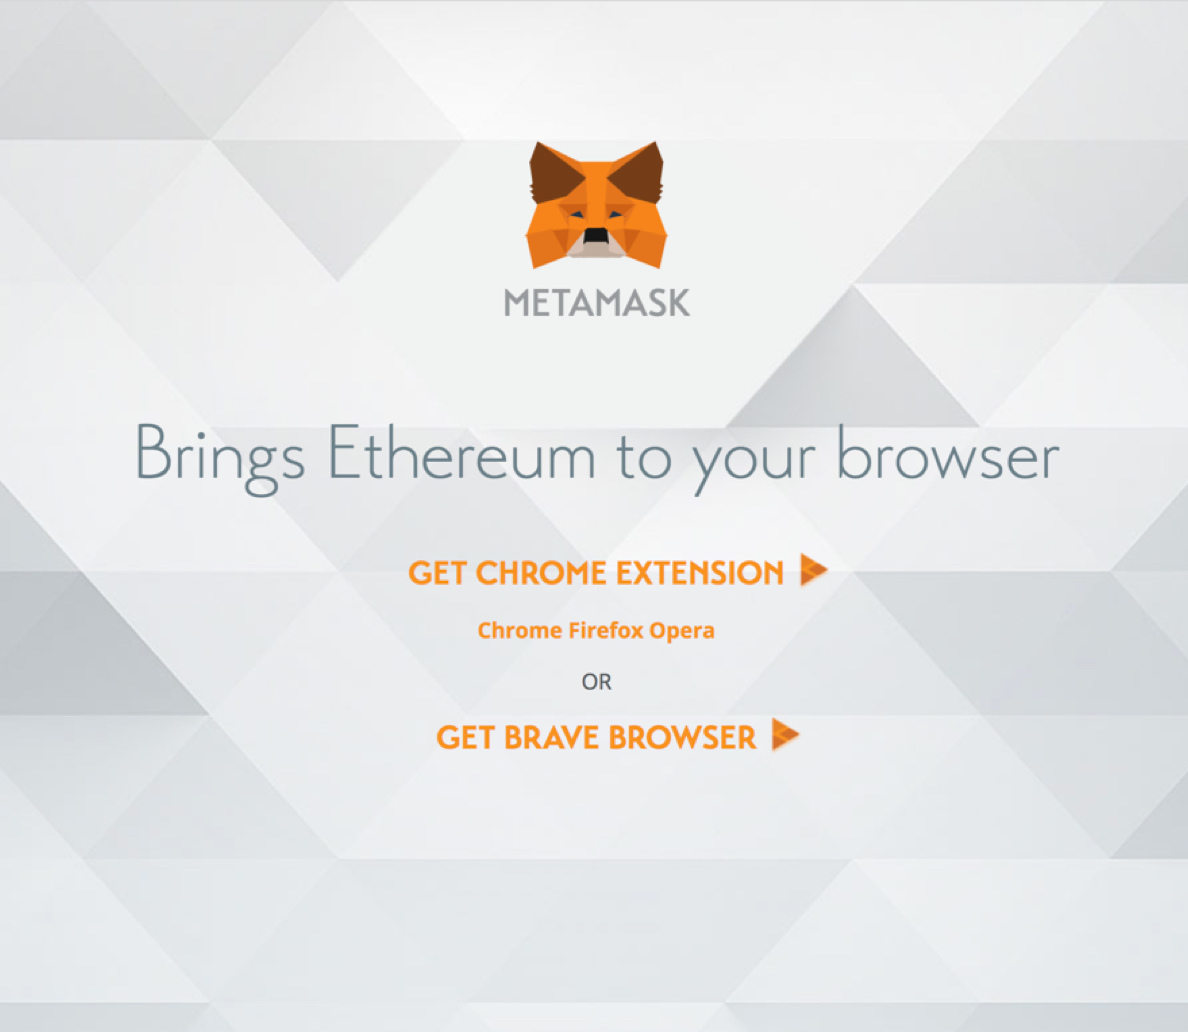 METAMASK
Brings Ethereum to your browser
GET CHROME EXTENSION
Chrome Firefox Opera
OR
GET BRAVE BROWSER